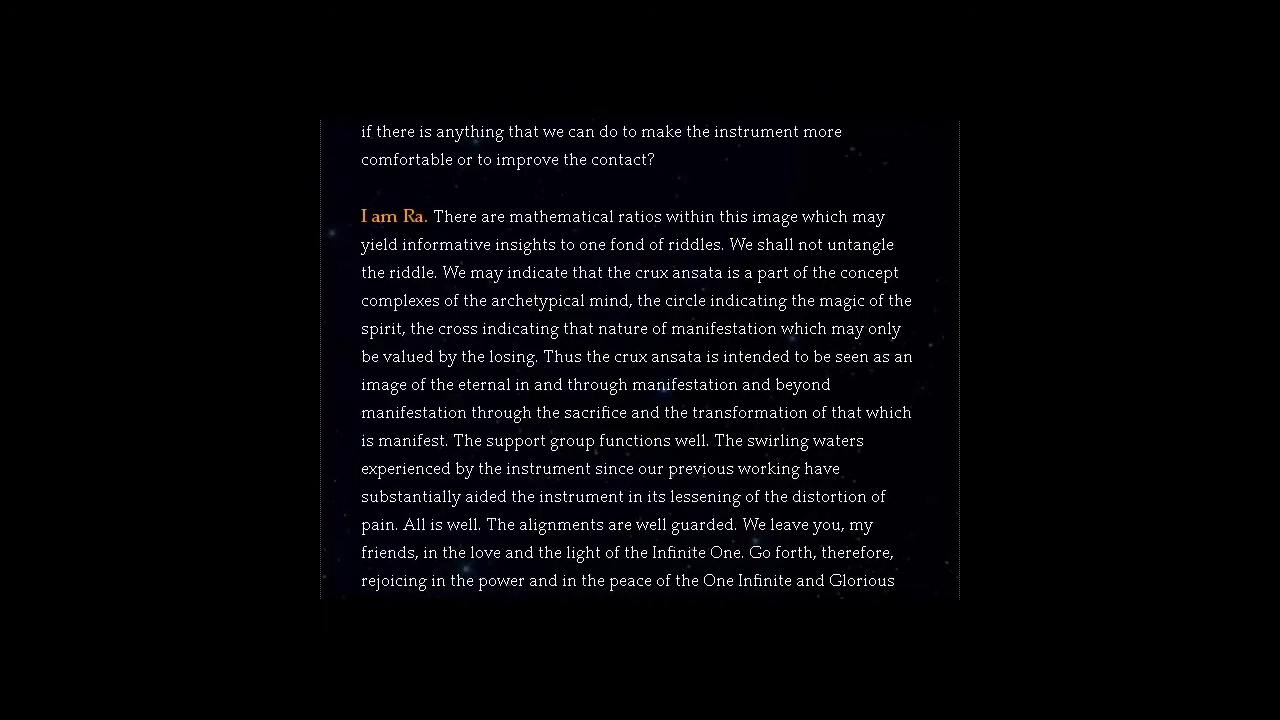 if there is anything that we can do to make the instrument more
comfortable or to improve the contact?
I am Ra. There are mathematical ratios within this image which may
yield informative insights to one fond of riddles. We shall not untangle
the riddle. We may indicate that the crux ansata is a part of the concept
complexes of the archetypical mind, the circle indicating the magic of the
spirit, the cross indicating that nature of manifestation which may only
be valued by the losing. Thus the crux ansata is intended to be seen as an
image of the eternal in and through manifestation and beyond
manifestation through the sacrifice and the transformation of that which
is manifest. The support group functions well. The swirling waters
experienced by the instrument since our previous working have
substantially aided the instrument in its lessening of the distortion of
pain. All is well. The alignments are well guarded. We leave you, my
friends, in the love and the light of the Infinite One. Go forth, therefore,
rejoicing in the power and in the peace of the One Infinite and Glorious